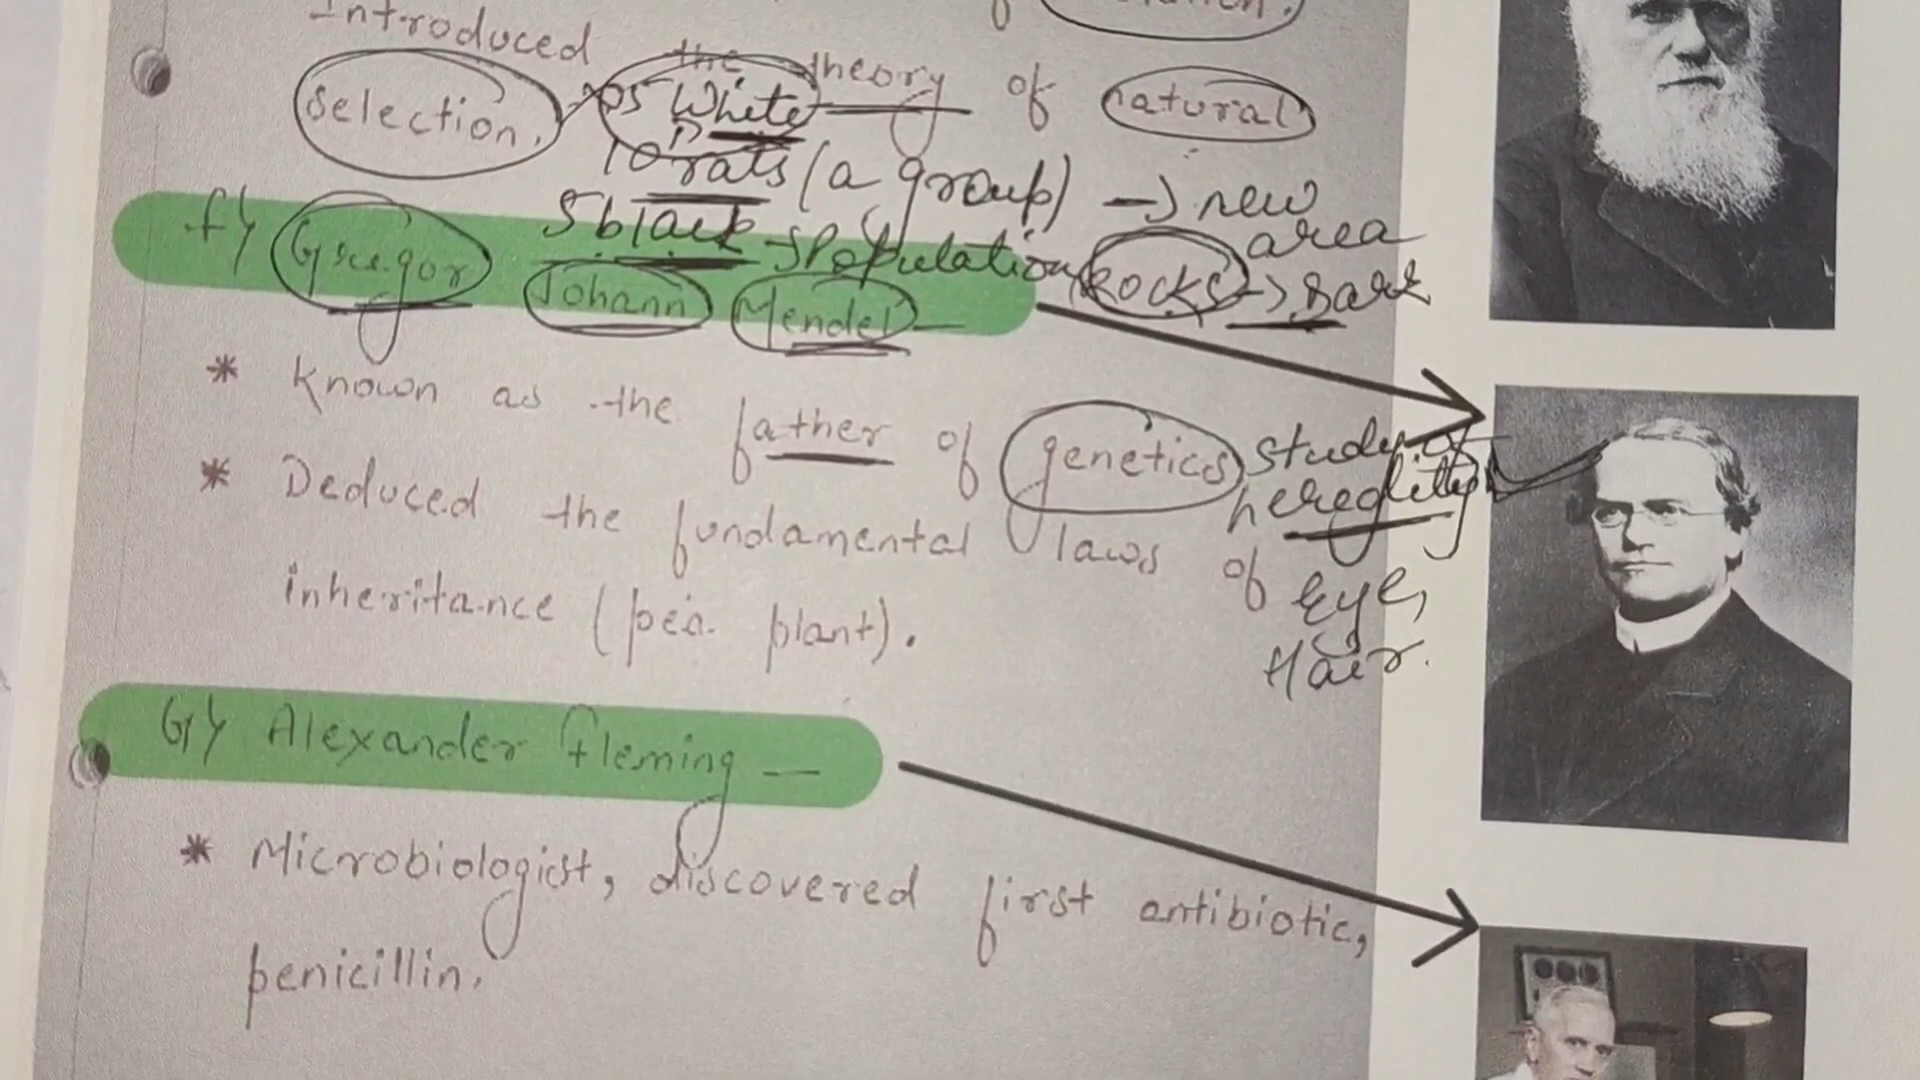 Introduced the theory of natural
selection.
5 White
10 rats (a group) → new
area
5 black → Population Rocks → Dark
F) Gregor Johann Mendel —
* Known as the father of genetics
study of
heredity
* Deduced the fundamental laws of
inheritance (pea plant).
Eye,
Hair.
G) Alexander Fleming —
* Microbiologist, discovered first antibiotic,
penicillin.